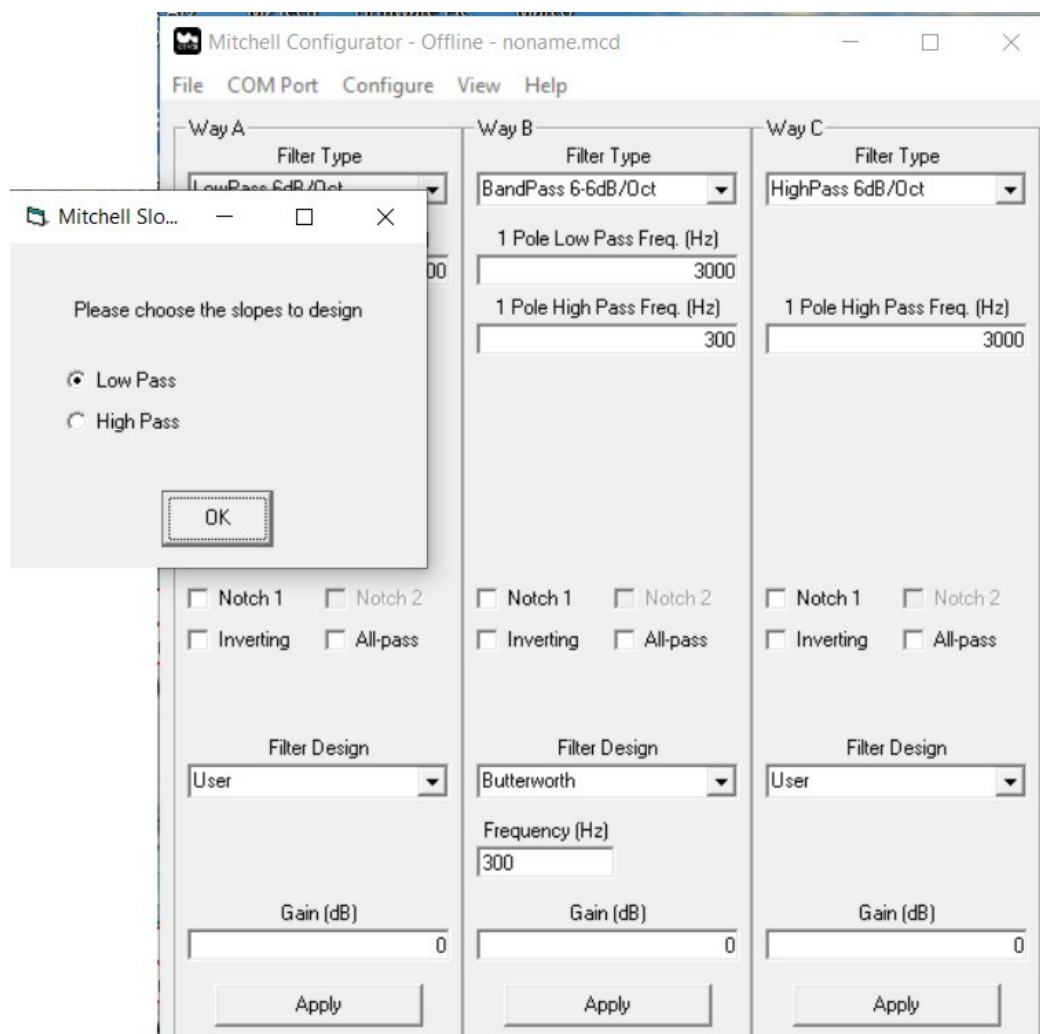 Mitchell Configurator - Offline - noname.mcd
File COM Port Configure View Help
Way A
Filter Type
LowPass 6dB/Oct
Mitchell Slo...
Please choose the slopes to design
Low Pass
High Pass
OK
Notch 1 Notch 2
Inverting All-pass
Filter Design
User
Gain (dB)
0
Apply
Way B
Filter Type
BandPass 6-6dB/Oct
1 Pole Low Pass Freq. (Hz)
3000
1 Pole High Pass Freq. (Hz)
300
Notch 1 Notch 2
Inverting All-pass
Filter Design
Butterworth
Frequency (Hz)
300
Gain (dB)
0
Apply
Way C
Filter Type
HighPass 6dB/Oct
1 Pole High Pass Freq. (Hz)
3000
Notch 1 Notch 2
Inverting All-pass
Filter Design
User
Gain (dB)
0
Apply